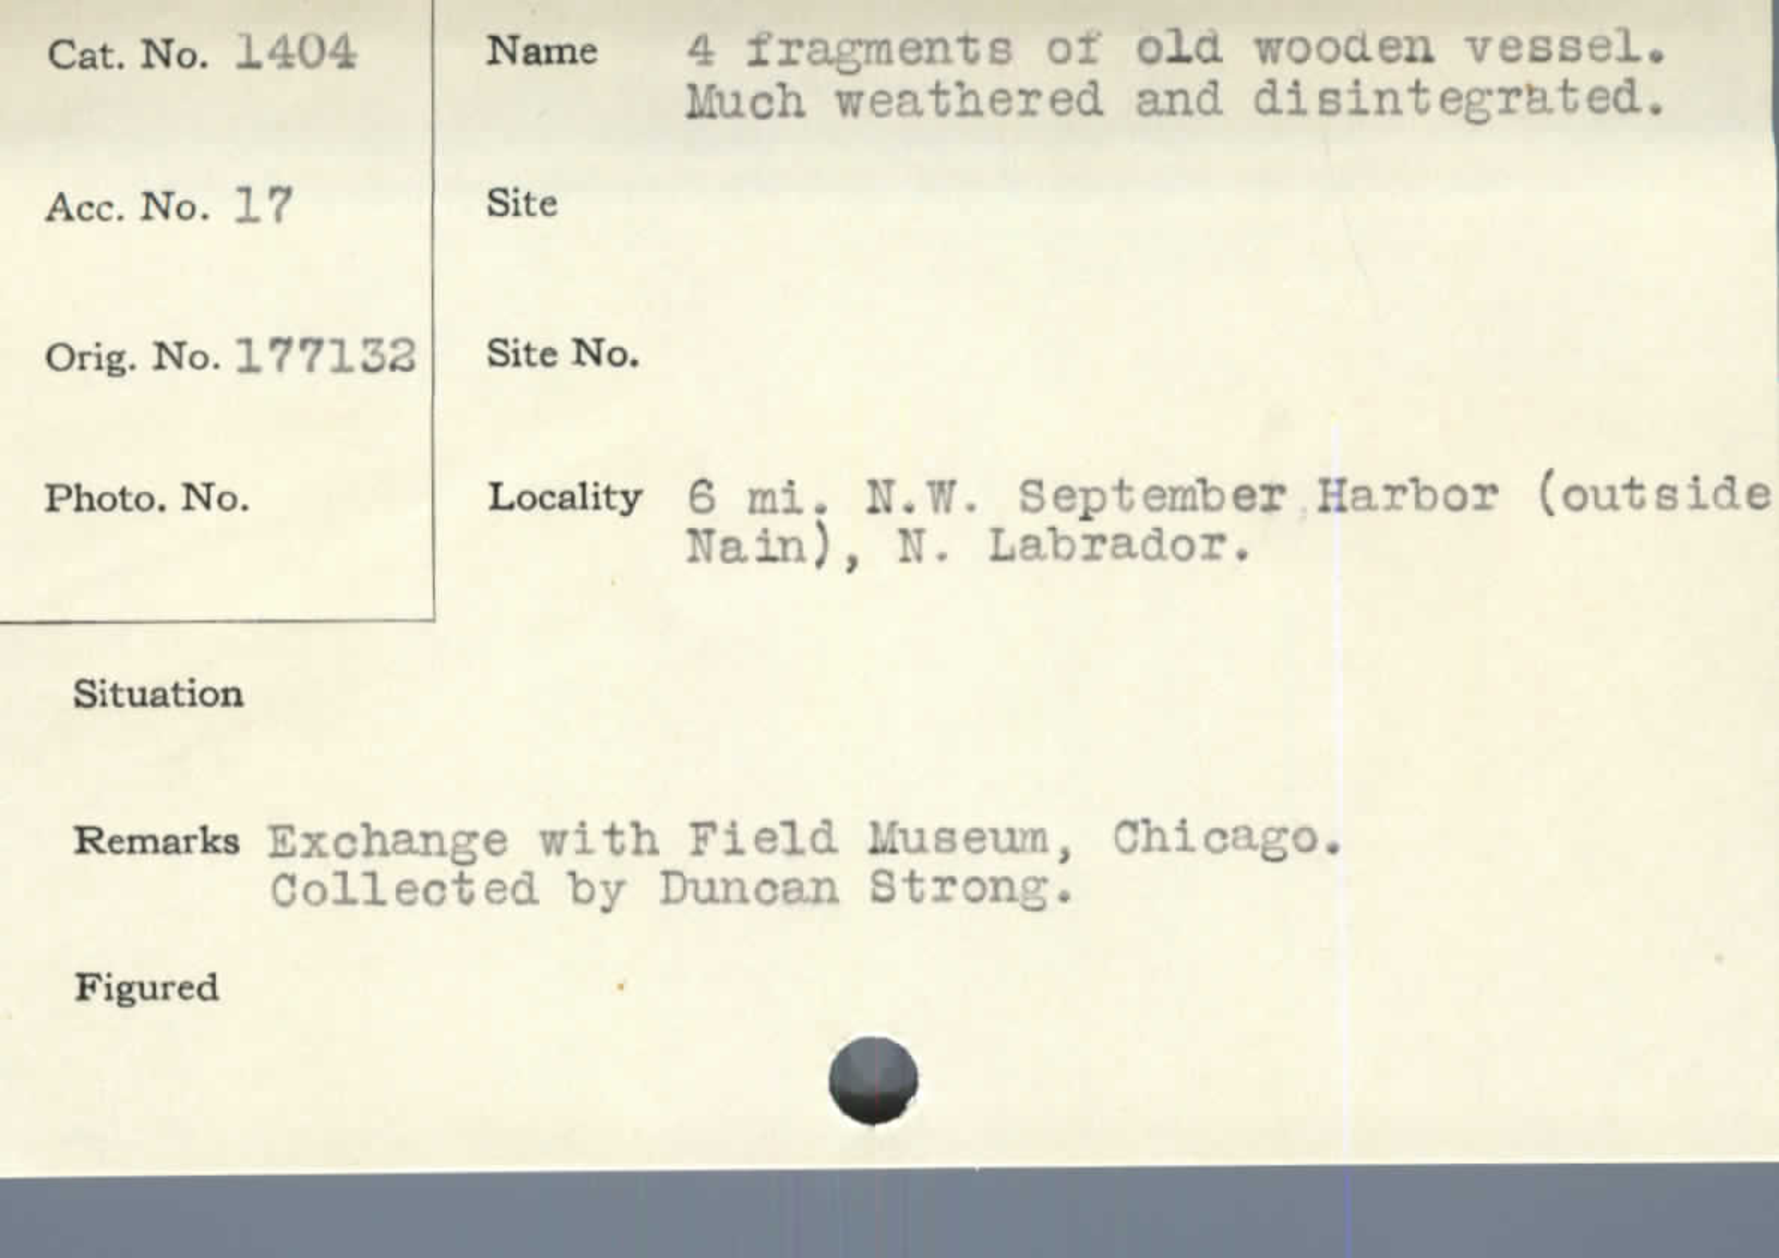 Cat. No. 1404
Name 4 fragments of old wooden vessel.
Much weathered and disintegrated.
Acc. No. 17
Site
Orig. No. 177132
Site No.
Photo. No.
Locality 6 mi. N.W. September Harbor (outside
Nain), N. Labrador.
Situation
Remarks Exchange with Field Museum, Chicago.
Collected by Duncan Strong.
Figured